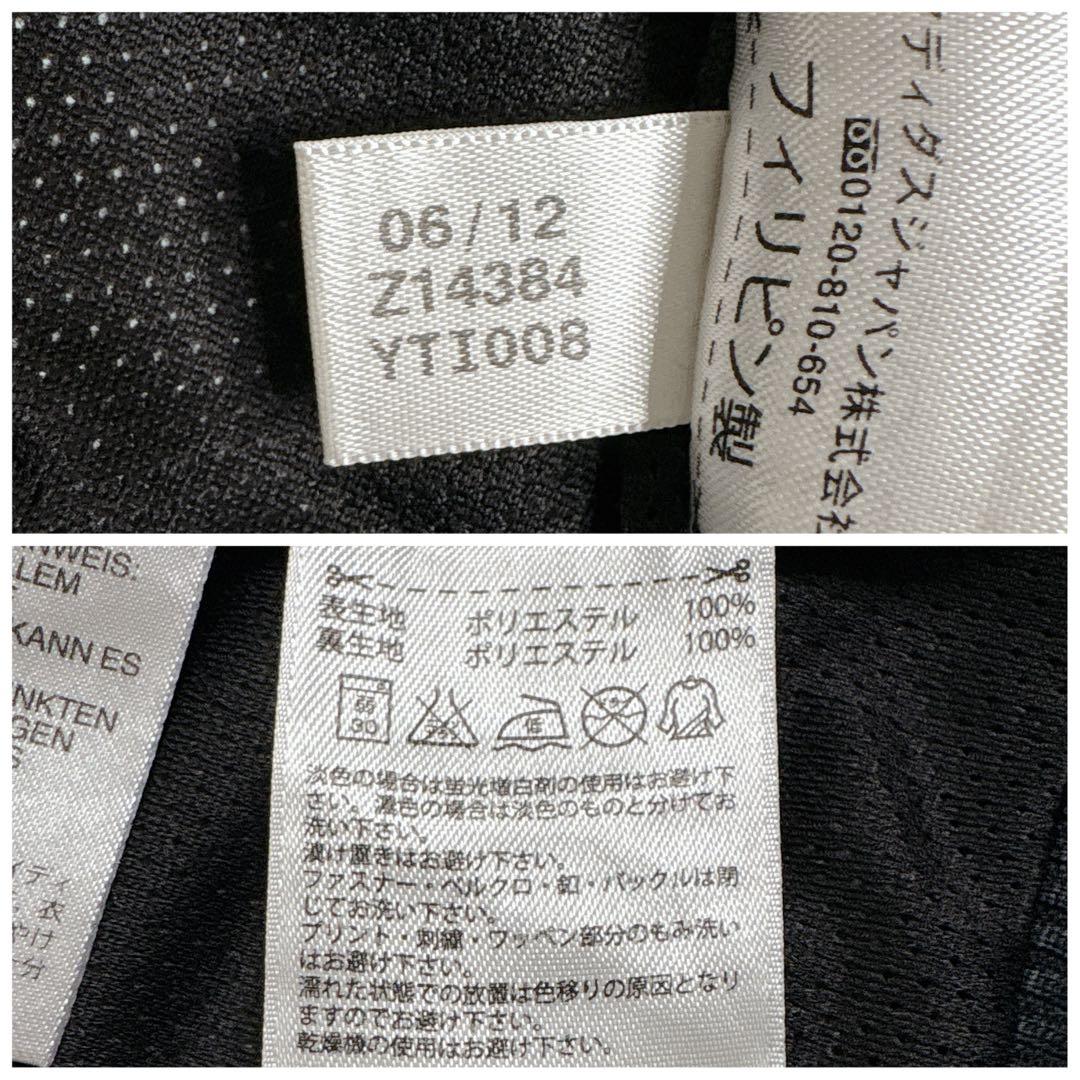 06/12
Z14384
YTI008
ディダスジャパン株式会社
0120-810-654
フィリピン製
NWEIS.
LEM
KANN ES
NKTEN
GEN
S
イティ
衣
やけ
分
表生地 ポリエステル 100%
裏生地 ポリエステル 100%
30
低
淡色の場合は蛍光増白剤の使用はお避け下
さい。濃色の場合は淡色のものと分けてお
洗い下さい。
漬け置きはお避け下さい。
ファスナー・ベルクロ・釦・バックルは閉
じてお洗い下さい。
プリント・刺繍・ワッペン部分のもみ洗い
はお避け下さい。
濡れた状態での放置は色移りの原因となり
ますのでお避け下さい。
乾燥機の使用はお避け下さい。